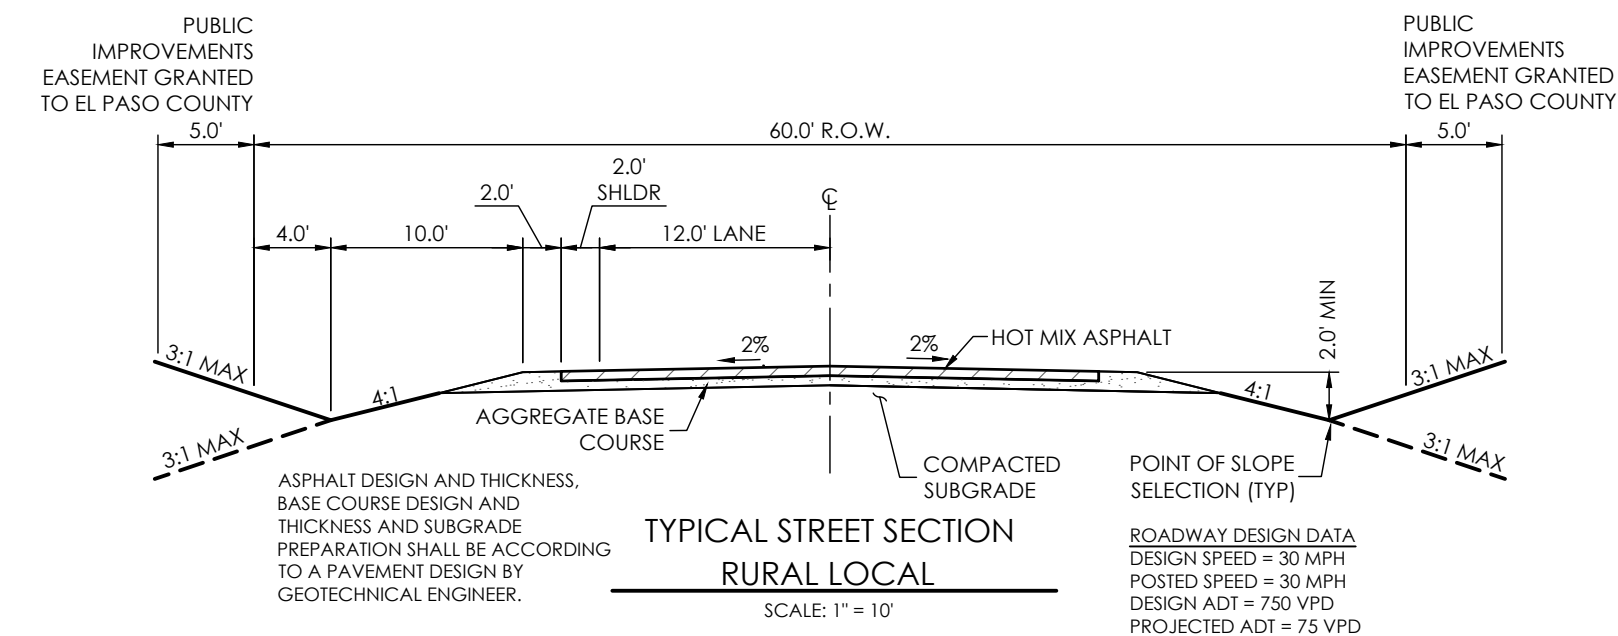 PUBLIC
IMPROVEMENTS
EASEMENT GRANTED
TO EL PASO COUNTY
PUBLIC
IMPROVEMENTS
EASEMENT GRANTED
TO EL PASO COUNTY
5.0'
60.0' R.O.W.
5.0'
2.0'
2.0'
SHLDR
℄
4.0'
10.0'
12.0' LANE
2.0' MIN
2%
2%
HOT MIX ASPHALT
3:1 MAX
4:1
4:1
3:1 MAX
3:1 MAX
3:1 MAX
AGGREGATE BASE
COURSE
COMPACTED
SUBGRADE
POINT OF SLOPE
SELECTION (TYP)
ASPHALT DESIGN AND THICKNESS,
BASE COURSE DESIGN AND
THICKNESS AND SUBGRADE
PREPARATION SHALL BE ACCORDING
TO A PAVEMENT DESIGN BY
GEOTECHNICAL ENGINEER.
TYPICAL STREET SECTION
RURAL LOCAL
SCALE: 1" = 10'
ROADWAY DESIGN DATA
DESIGN SPEED = 30 MPH
POSTED SPEED = 30 MPH
DESIGN ADT = 750 VPD
PROJECTED ADT = 75 VPD